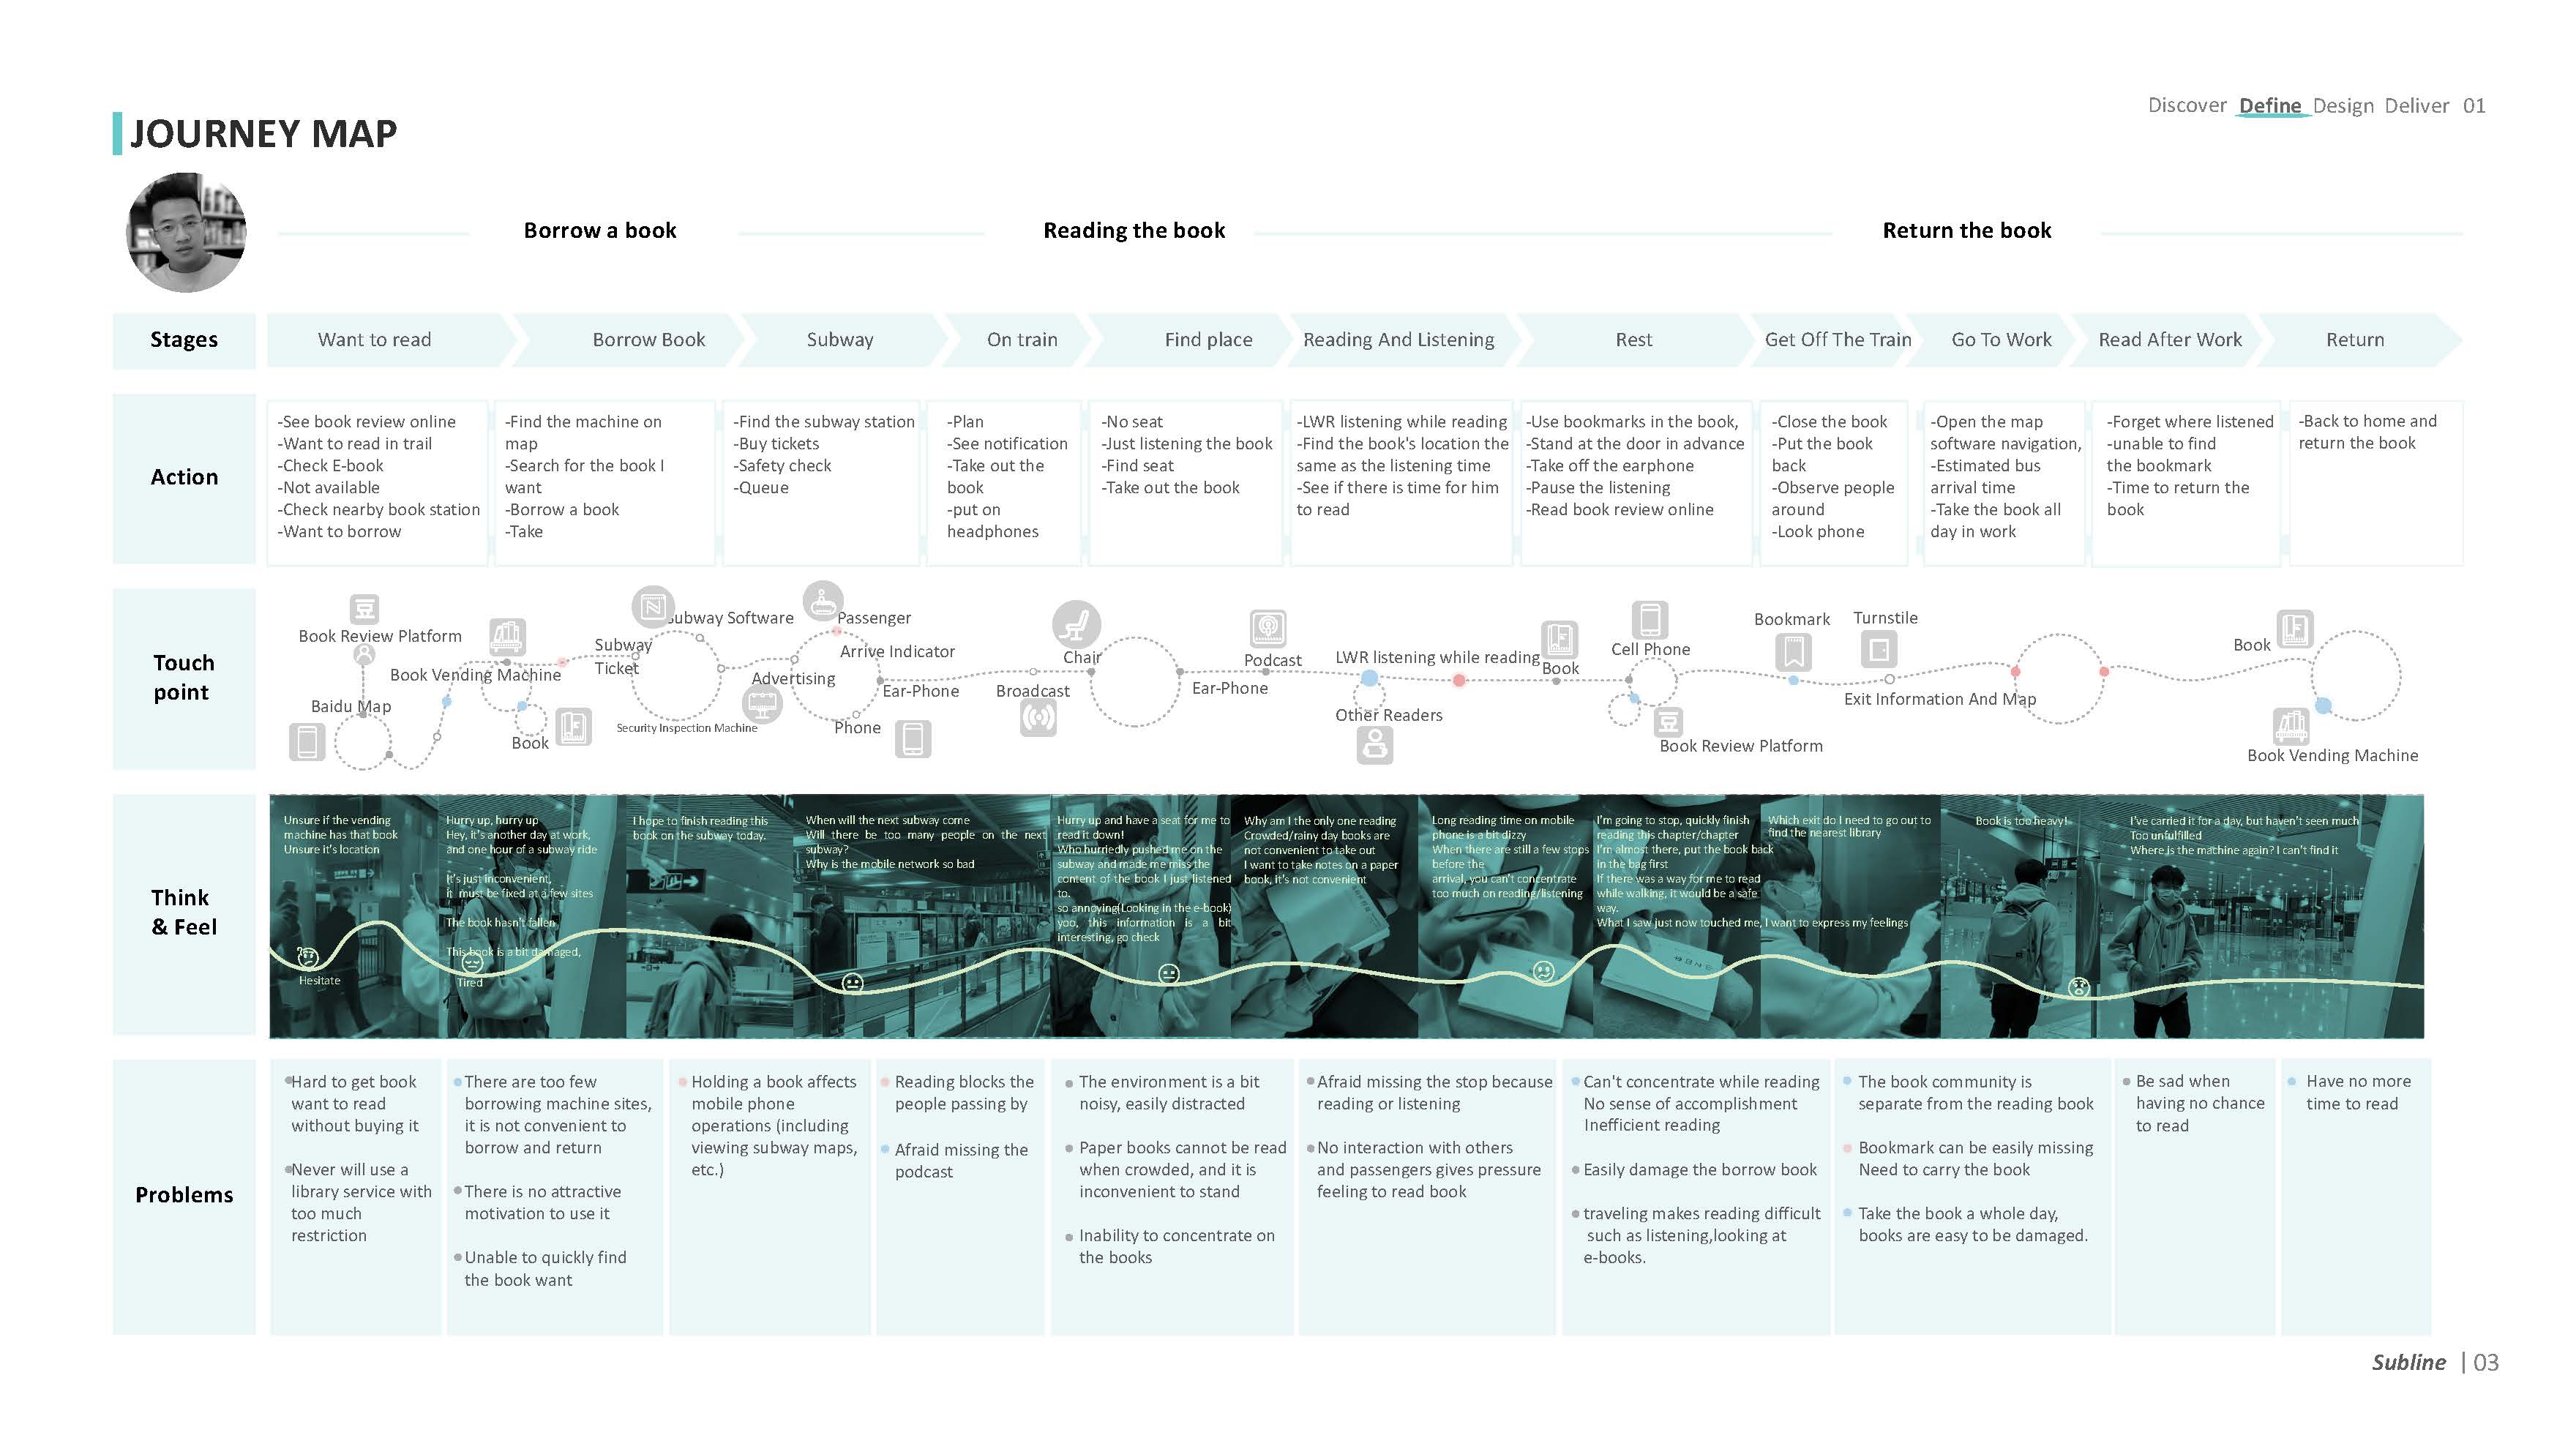 Discover Define Design Deliver 01
JOURNEY MAP
Borrow a book
Reading the book
Return the book
Stages
Want to read
Borrow Book
Subway
On train
Find place
Reading And Listening
Rest
Get Off The Train
Go To Work
Read After Work
Return
Action
-See book review online
-Want to read in trail
-Check E-book
-Not available
-Check nearby book station
-Want to borrow
-Find the machine on
map
-Search for the book I
want
-Borrow a book
-Take
-Find the subway station
-Buy tickets
-Safety check
-Queue
-Plan
-See notification
-Take out the
book
-put on
headphones
-No seat
-Just listening the book
-Find seat
-Take out the book
-LWR listening while reading
-Find the book's location the
same as the listening time
-See if there is time for him
to read
-Use bookmarks in the book,
-Stand at the door in advance
-Take off the earphone
-Pause the listening
-Read book review online
-Close the book
-Put the book
back
-Observe people
around
-Look phone
-Open the map
software navigation,
-Estimated bus
arrival time
-Take the book all
day in work
-Forget where listened
-unable to find
the bookmark
-Time to return the
book
-Back to home and
return the book
Touch
point
Book Review Platform
Baidu Map
Book Vending Machine
Book
Subway
Ticket
Subway Software
Security Inspection Machine
Advertising
Passenger
Arrive Indicator
Ear-Phone
Phone
Broadcast
Chair
Ear-Phone
Podcast
LWR listening while reading
Other Readers
Book
Cell Phone
Book Review Platform
Bookmark
Turnstile
Exit Information And Map
Book
Book Vending Machine
Think
& Feel
Unsure if the vending
machine has that book
Unsure it's location
Hesitate
Hurry up, hurry up
Hey, it's another day at work,
and one hour of a subway ride
It's just inconvenient,
it must be fixed at a few sites
The book hasn't fallen
This book is a bit damaged,
Tired
I hope to finish reading this
book on the subway today.
When will the next subway come
Will there be too many people on the next
subway?
Why is the mobile network so bad
Hurry up and have a seat for me to
read it down!
Who hurriedly pushed me on the
subway and made me miss the
content of the book I just listened
to.
so annoying(Looking in the e-book)
yoo, this information is a bit
interesting, go check
Why am I the only one reading
Crowded/rainy day books are
not convenient to take out
I want to take notes on a paper
book, it's not convenient
Long reading time on mobile
phone is a bit dizzy
When there are still a few stops
before the
arrival, you can't concentrate
too much on reading/listening
I'm going to stop, quickly finish
reading this chapter/chapter
I'm almost there, put the book back
in the bag first
If there was a way for me to read
while walking, it would be a safe
way.
What I saw just now touched me, I want to express my feelings
Which exit do I need to go out to
find the nearest library
Book is too heavy!
I've carried it for a day, but haven't seen much
Too unfulfilled
Where is the machine again? I can't find it
Problems
Hard to get book
want to read
without buying it
Never will use a
library service with
too much
restriction
There are too few
borrowing machine sites,
it is not convenient to
borrow and return
There is no attractive
motivation to use it
Unable to quickly find
the book want
Holding a book affects
mobile phone
operations (including
viewing subway maps,
etc.)
Reading blocks the
people passing by
Afraid missing the
podcast
The environment is a bit
noisy, easily distracted
Paper books cannot be read
when crowded, and it is
inconvenient to stand
Inability to concentrate on
the books
Afraid missing the stop because
reading or listening
No interaction with others
and passengers gives pressure
feeling to read book
Can't concentrate while reading
No sense of accomplishment
Inefficient reading
Easily damage the borrow book
traveling makes reading difficult
such as listening,looking at
e-books.
The book community is
separate from the reading book
Bookmark can be easily missing
Need to carry the book
Take the book a whole day,
books are easy to be damaged.
Be sad when
having no chance
to read
Have no more
time to read
Subline | 03